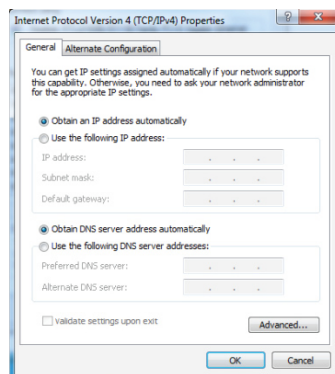 Internet Protocol Version 4 (TCP/IPv4) Properties
General
Alternate Configuration
You can get IP settings assigned automatically if your network supports
this capability. Otherwise, you need to ask your network administrator
for the appropriate IP settings.
Obtain an IP address automatically
Use the following IP address:
IP address:
Subnet mask:
Default gateway:
Obtain DNS server address automatically
Use the following DNS server addresses:
Preferred DNS server:
Alternate DNS server:
Validate settings upon exit
Advanced...
OK
Cancel